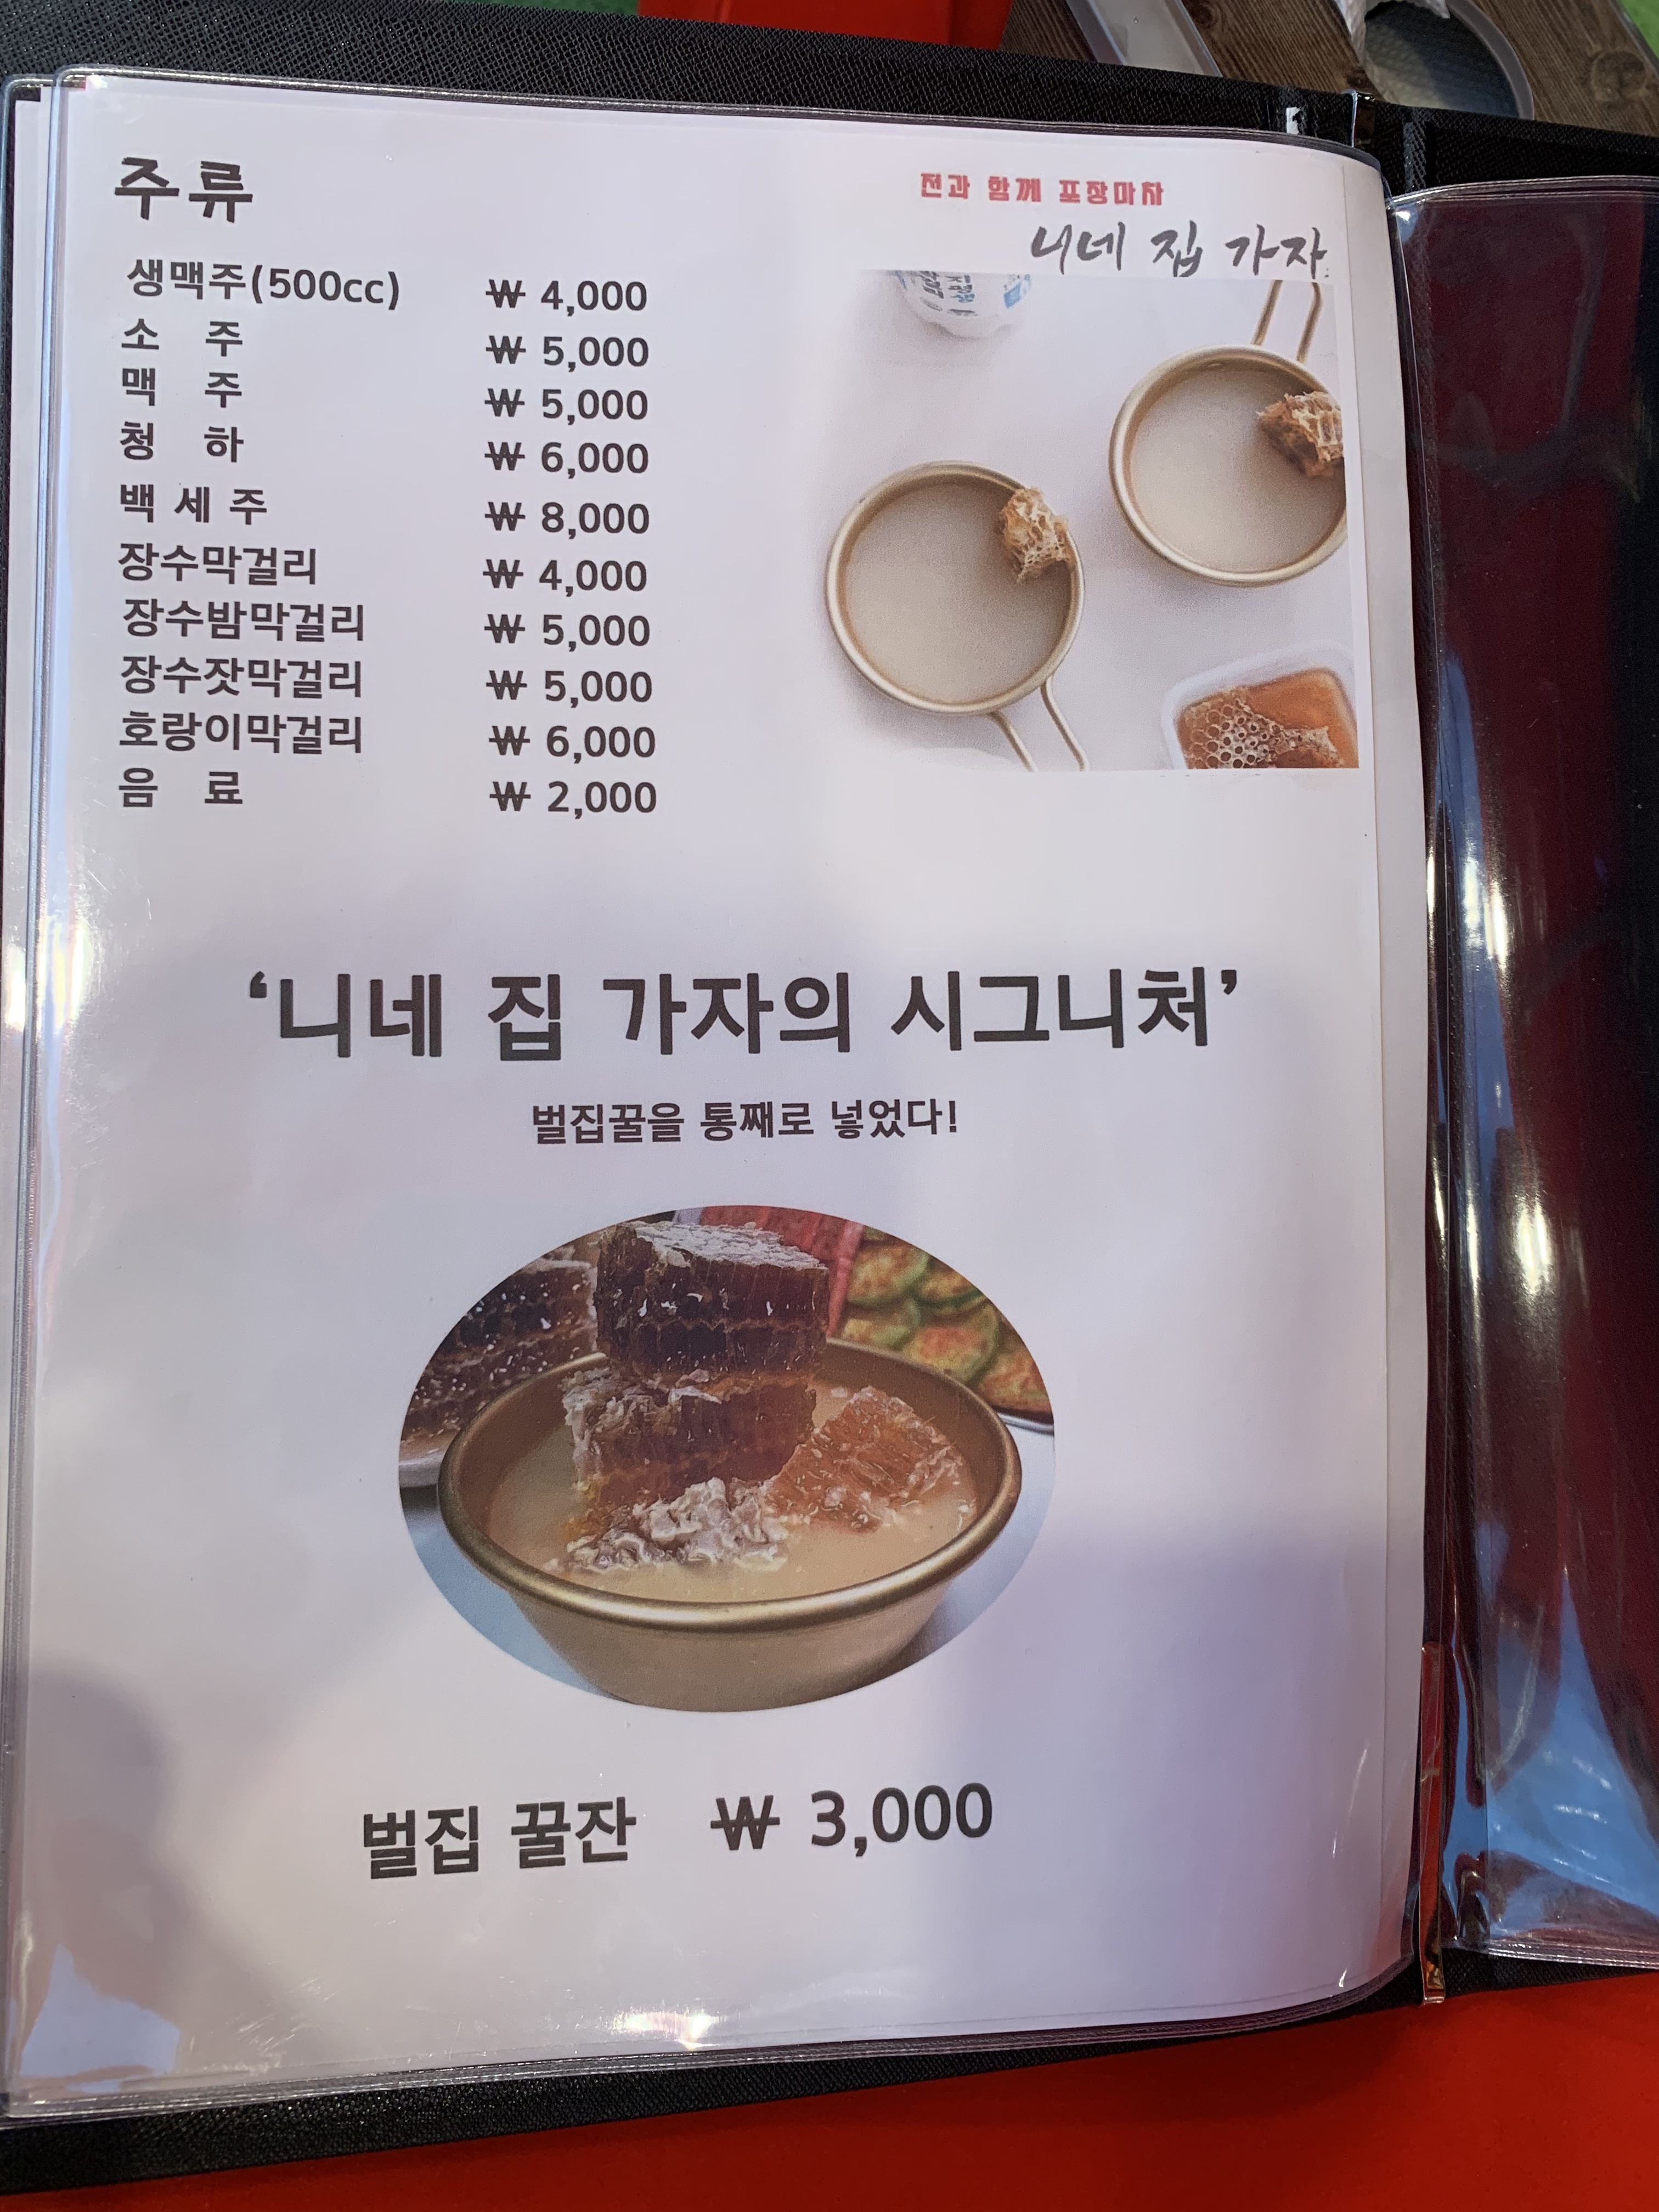 주류
전과 함께 포장마차
니네 집 가자
생맥주(500cc) ₩ 4,000
소 주 ₩ 5,000
맥 주 ₩ 5,000
청 하 ₩ 6,000
백 세 주 ₩ 8,000
장수막걸리 ₩ 4,000
장수밤막걸리 ₩ 5,000
장수잣막걸리 ₩ 5,000
호랑이막걸리 ₩ 6,000
음 료 ₩ 2,000
‘니네 집 가자의 시그니처’
벌집꿀을 통째로 넣었다!
벌집 꿀잔 ₩ 3,000